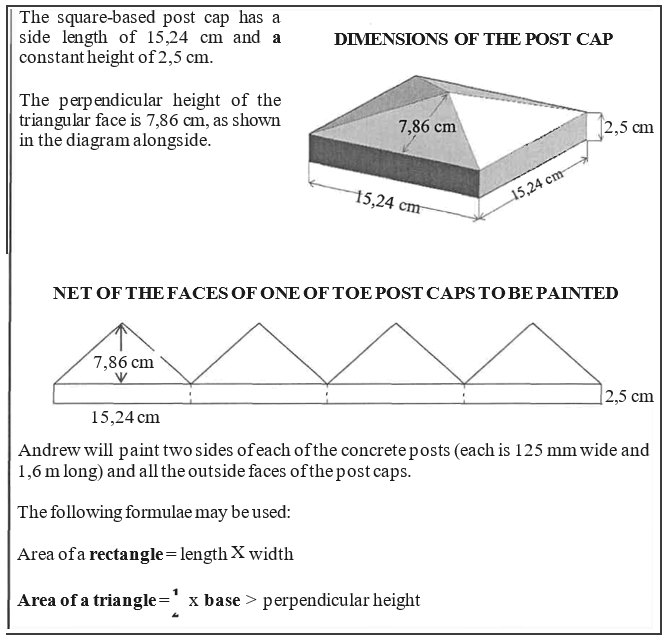 The square-based post cap has a
side length of 15,24 cm and a
constant height of 2,5 cm.
The perpendicular height of the
triangular face is 7,86 cm, as shown
in the diagram alongside.
DIMENSIONS OF THE POST CAP
7,86 cm
2,5 cm
15,24 cm
15,24 cm
NET OF THE FACES OF ONE OF TOE POST CAPS TO BE PAINTED
7,86 cm
2,5 cm
15,24 cm
Andrew will paint two sides of each of the concrete posts (each is 125 mm wide and
1,6 m long) and all the outside faces of the post caps.
The following formulae may be used:
Area of a rectangle = length X width
Area of a triangle = x base > perpendicular height